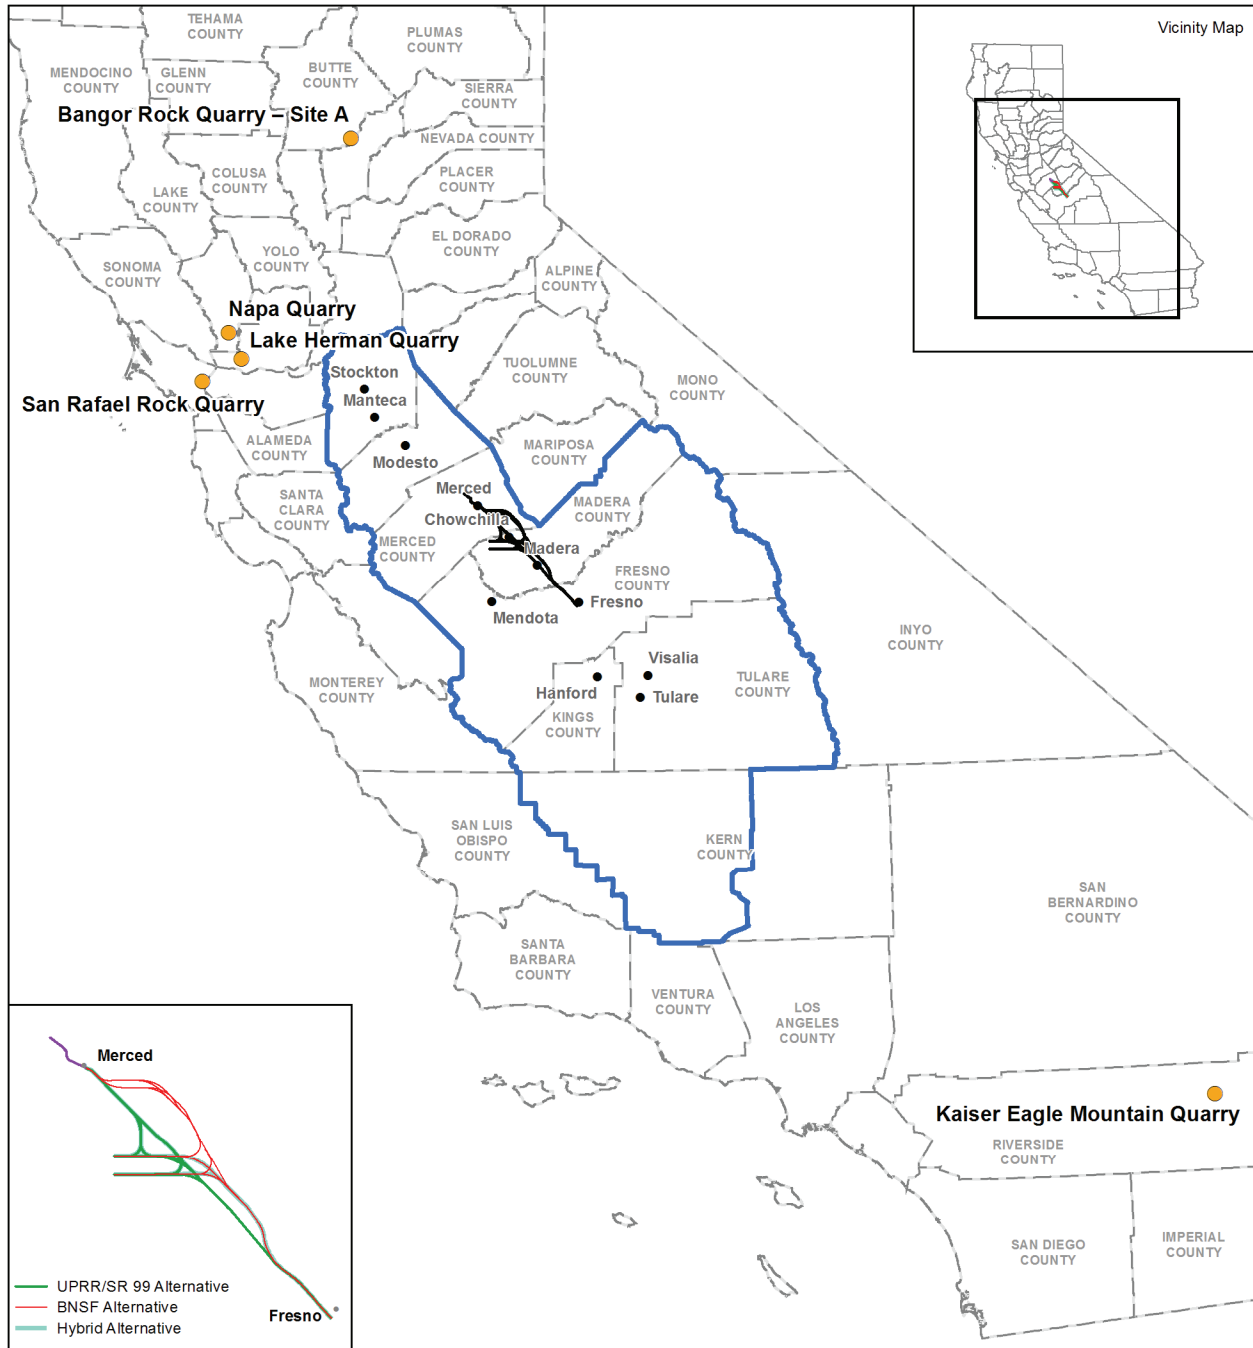 TEHAMA
COUNTY
PLUMAS
COUNTY
Vicinity Map
MENDOCINO
COUNTY
GLENN
COUNTY
BUTTE
COUNTY
SIERRA
COUNTY
Bangor Rock Quarry – Site A
NEVADA COUNTY
COLUSA
COUNTY
PLACER
COUNTY
LAKE
COUNTY
EL DORADO
COUNTY
YOLO
COUNTY
SONOMA
COUNTY
ALPINE
COUNTY
Napa Quarry
Lake Herman Quarry
Stockton
TUOLUMNE
COUNTY
MONO
COUNTY
San Rafael Rock Quarry
Manteca
ALAMEDA
COUNTY
Modesto
MARIPOSA
COUNTY
SANTA
CLARA
COUNTY
Merced
MADERA
COUNTY
Chowchilla
MERCED
COUNTY
Madera
FRESNO
COUNTY
Mendota
Fresno
INYO
COUNTY
Visalia
MONTEREY
COUNTY
Hanford
Tulare
TULARE
COUNTY
KINGS
COUNTY
SAN LUIS
OBISPO
COUNTY
KERN
COUNTY
SAN
BERNARDINO
COUNTY
SANTA
BARBARA
COUNTY
VENTURA
COUNTY
LOS
ANGELES
COUNTY
Kaiser Eagle Mountain Quarry
RIVERSIDE
COUNTY
SAN DIEGO
COUNTY
IMPERIAL
COUNTY
Merced
UPRR/SR 99 Alternative
BNSF Alternative
Hybrid Alternative
Fresno